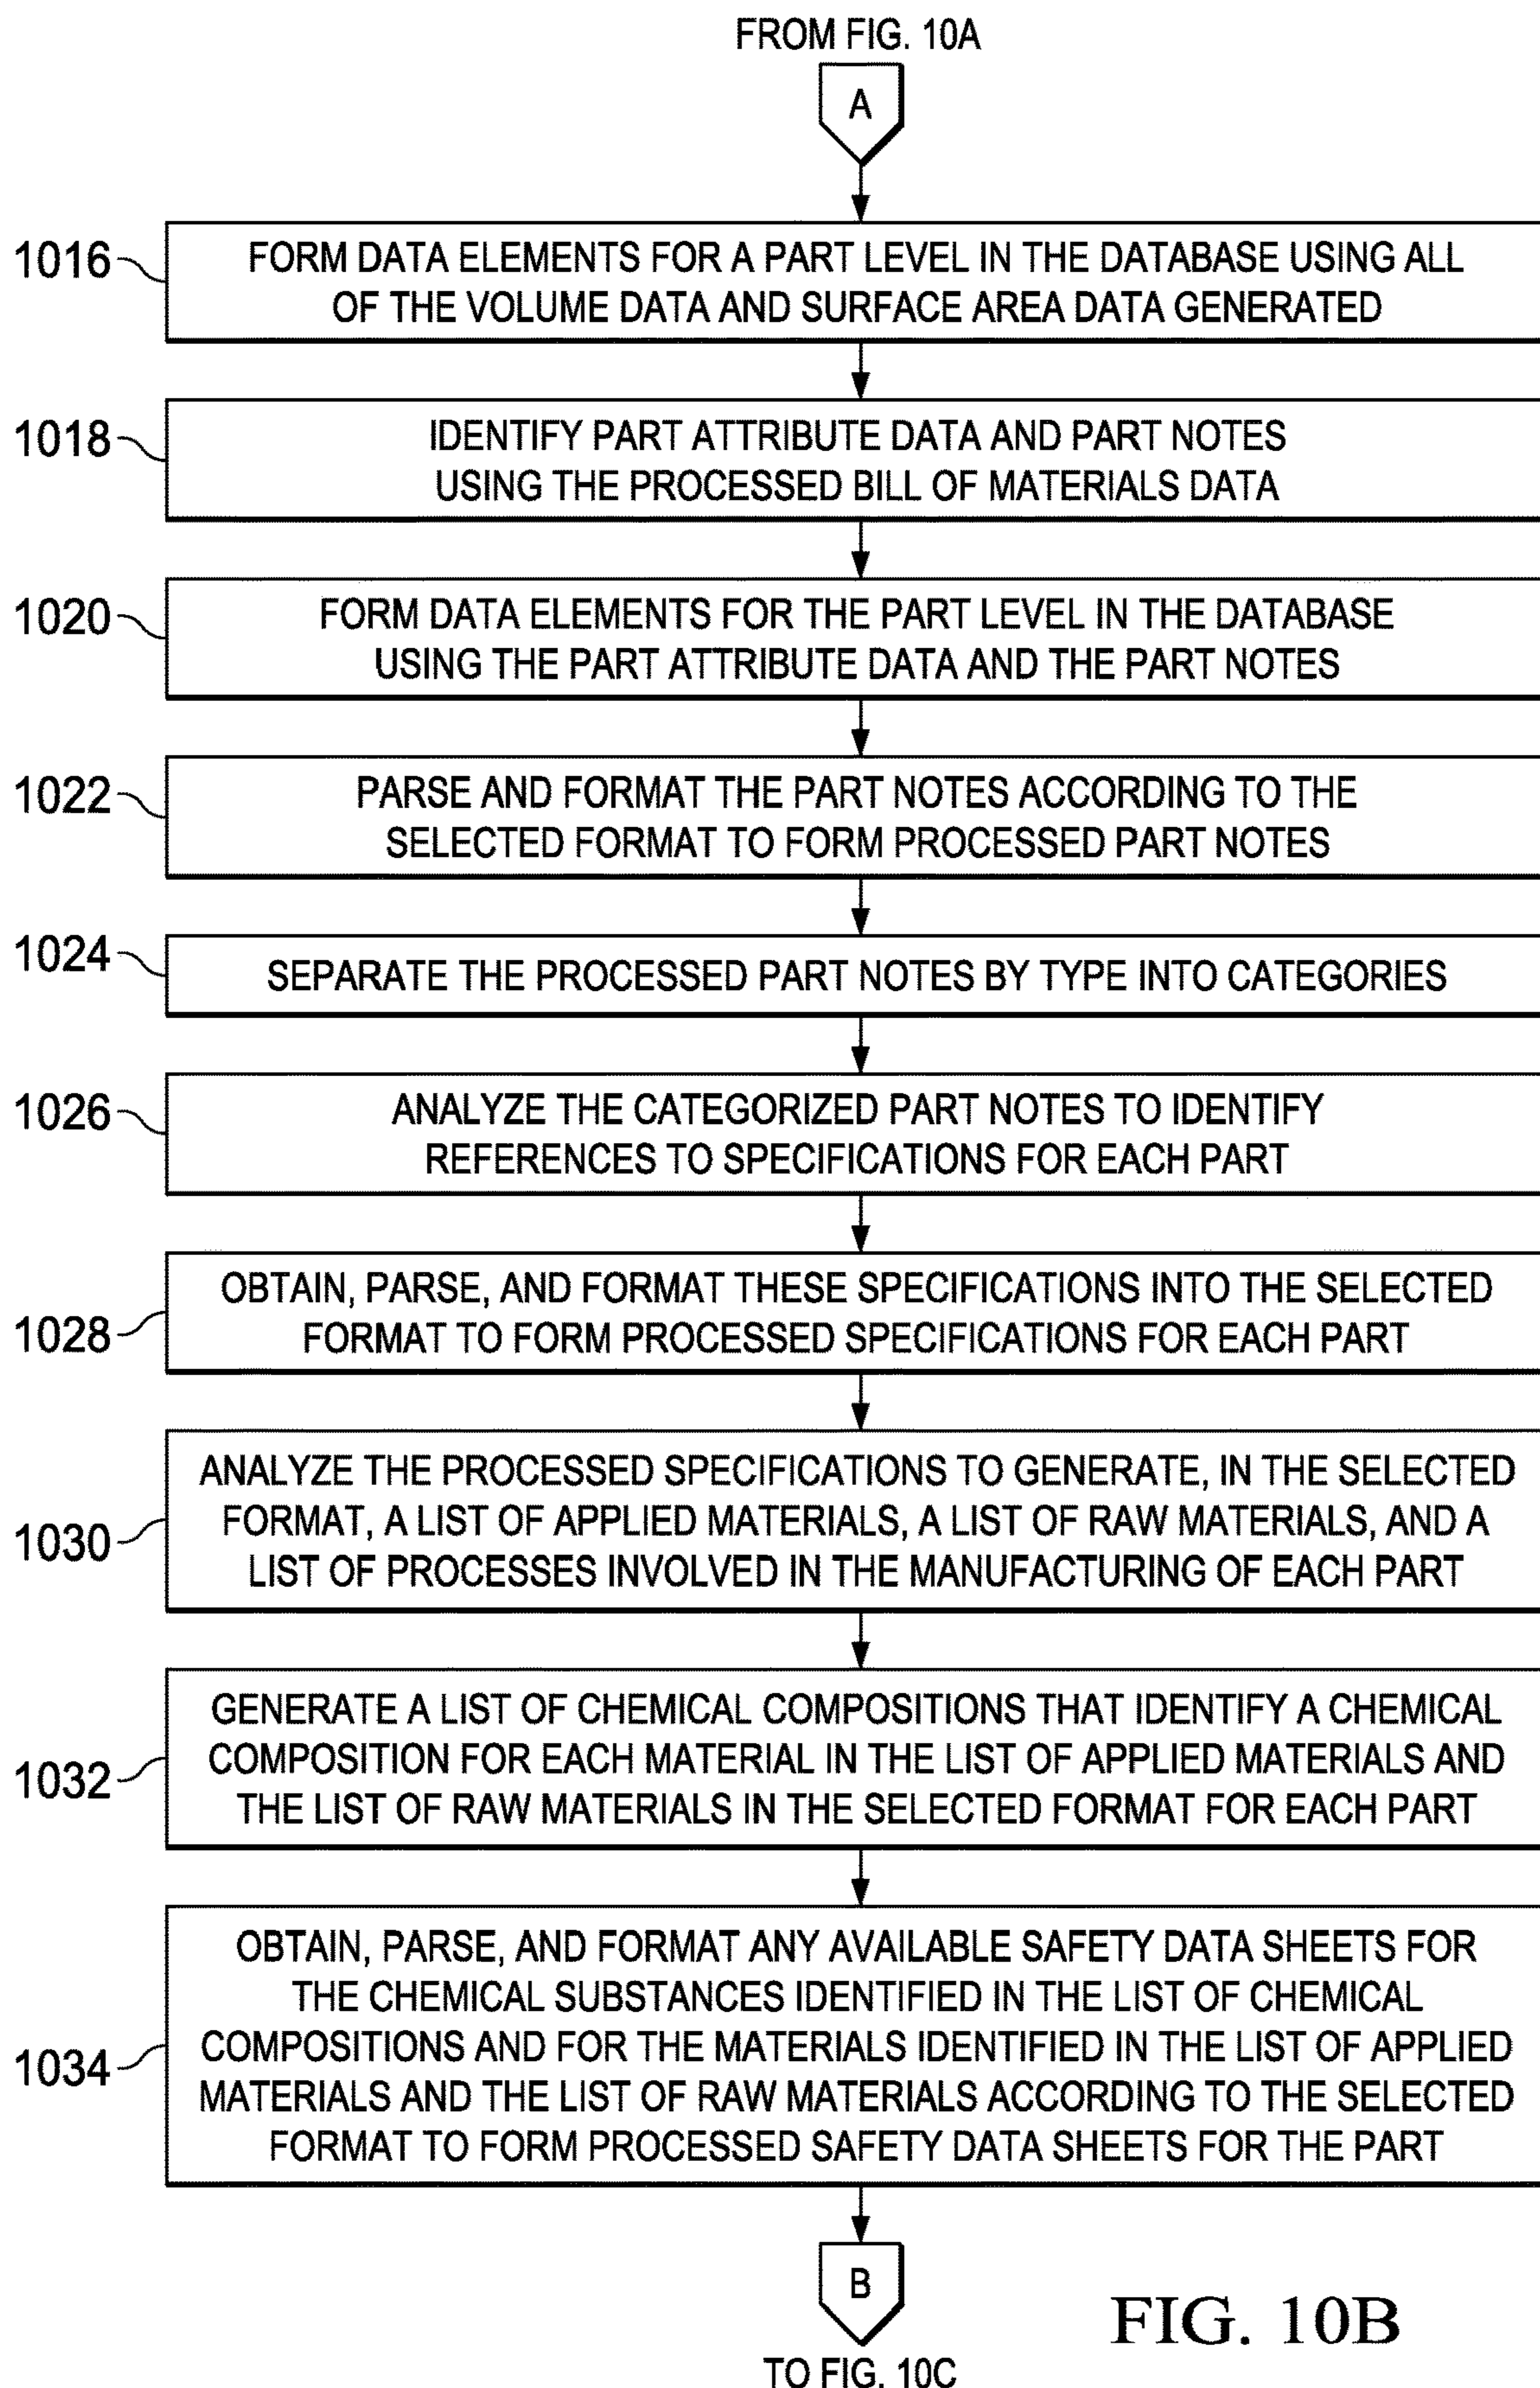 FROM FIG. 10A
A
1016
FORM DATA ELEMENTS FOR A PART LEVEL IN THE DATABASE USING ALL
OF THE VOLUME DATA AND SURFACE AREA DATA GENERATED
1018
IDENTIFY PART ATTRIBUTE DATA AND PART NOTES
USING THE PROCESSED BILL OF MATERIALS DATA
1020
FORM DATA ELEMENTS FOR THE PART LEVEL IN THE DATABASE
USING THE PART ATTRIBUTE DATA AND THE PART NOTES
1022
PARSE AND FORMAT THE PART NOTES ACCORDING TO THE
SELECTED FORMAT TO FORM PROCESSED PART NOTES
1024
SEPARATE THE PROCESSED PART NOTES BY TYPE INTO CATEGORIES
1026
ANALYZE THE CATEGORIZED PART NOTES TO IDENTIFY
REFERENCES TO SPECIFICATIONS FOR EACH PART
1028
OBTAIN, PARSE, AND FORMAT THESE SPECIFICATIONS INTO THE SELECTED
FORMAT TO FORM PROCESSED SPECIFICATIONS FOR EACH PART
1030
ANALYZE THE PROCESSED SPECIFICATIONS TO GENERATE, IN THE SELECTED
FORMAT, A LIST OF APPLIED MATERIALS, A LIST OF RAW MATERIALS, AND A
LIST OF PROCESSES INVOLVED IN THE MANUFACTURING OF EACH PART
1032
GENERATE A LIST OF CHEMICAL COMPOSITIONS THAT IDENTIFY A CHEMICAL
COMPOSITION FOR EACH MATERIAL IN THE LIST OF APPLIED MATERIALS AND
THE LIST OF RAW MATERIALS IN THE SELECTED FORMAT FOR EACH PART
1034
OBTAIN, PARSE, AND FORMAT ANY AVAILABLE SAFETY DATA SHEETS FOR
THE CHEMICAL SUBSTANCES IDENTIFIED IN THE LIST OF CHEMICAL
COMPOSITIONS AND FOR THE MATERIALS IDENTIFIED IN THE LIST OF APPLIED
MATERIALS AND THE LIST OF RAW MATERIALS ACCORDING TO THE SELECTED
FORMAT TO FORM PROCESSED SAFETY DATA SHEETS FOR THE PART
B
FIG. 10B
TO FIG. 10C